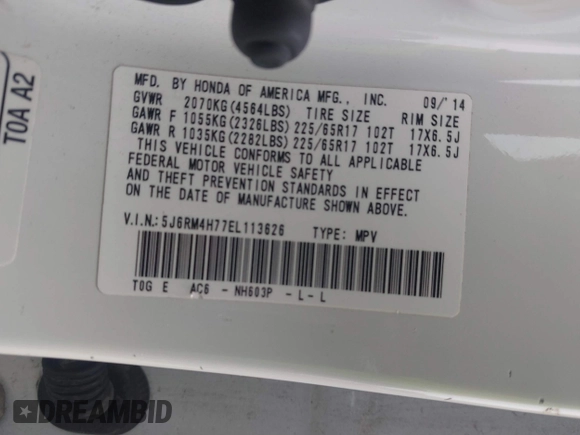 TOA A2
MFD. BY HONDA OF AMERICA MFG., INC. 09/'14
GVWR 2070KG(4564LBS) TIRE SIZE RIM SIZE
GAWR F 1055KG(2326LBS) 225/65R17 102T 17X6.5J
GAWR R 1035KG(2282LBS) 225/65R17 102T 17X6.5J
THIS VEHICLE CONFORMS TO ALL APPLICABLE
FEDERAL MOTOR VEHICLE SAFETY
AND THEFT PREVENTION STANDARDS IN EFFECT
ON THE DATE OF MANUFACTURE SHOWN ABOVE.
V.I.N.:5J6RM4H77EL113626 TYPE: MPV
T0G E AC6 - NH603P - L - L
DREAMBID